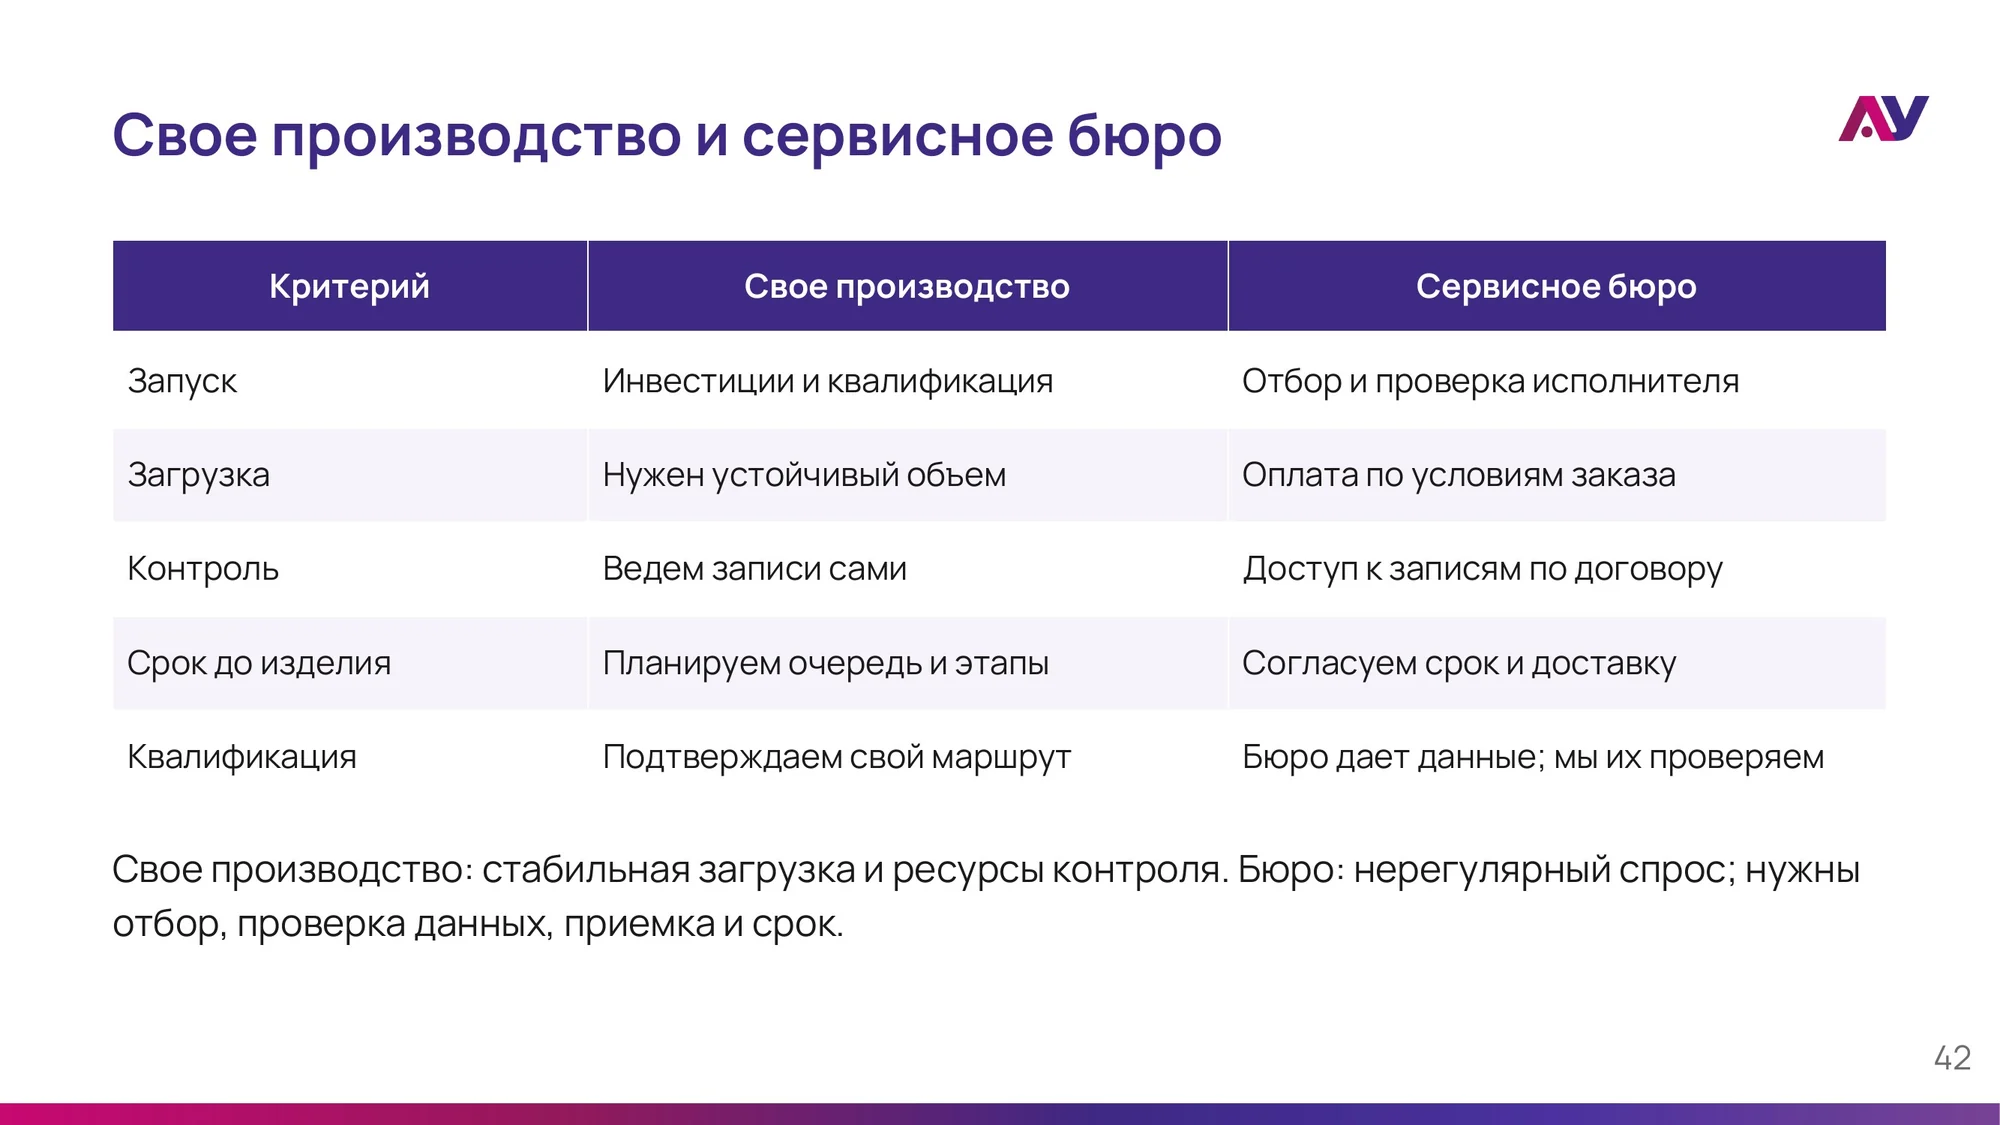 Свое производство и сервисное бюро
АУ
Критерий Свое производство Сервисное бюро
Запуск Инвестиции и квалификация Отбор и проверка исполнителя
Загрузка Нужен устойчивый объем Оплата по условиям заказа
Контроль Ведем записи сами Доступ к записям по договору
Срок до изделия Планируем очередь и этапы Согласуем срок и доставку
Квалификация Подтверждаем свой маршрут Бюро дает данные; мы их проверяем
Свое производство: стабильная загрузка и ресурсы контроля. Бюро: нерегулярный спрос; нужны
отбор, проверка данных, приемка и срок.
42